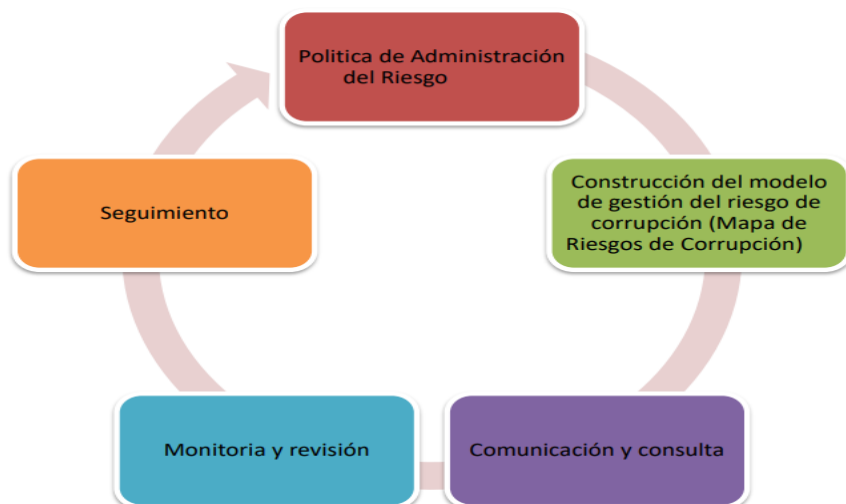 Politica de Administración
del Riesgo
Construcción del modelo
de gestión del riesgo de
corrupción (Mapa de
Riesgos de Corrupción)
Comunicación y consulta
Monitoria y revisión
Seguimiento